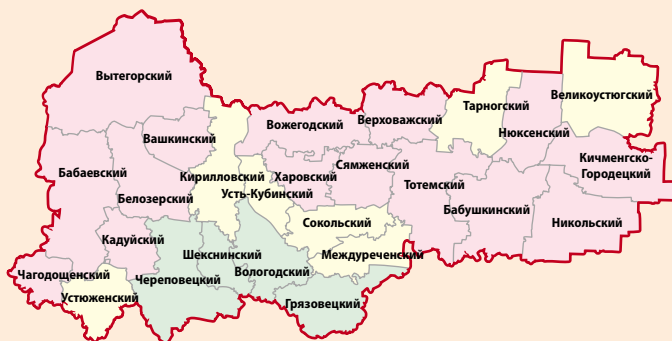 Вытегорский
Великоустюгский
Тарногский
Вожегодский
Верховажский
Нюксенский
Вашкинский
Кичменгско-
Городецкий
Бабаевский
Кирилловский
Харовский
Сямженский
Тотемский
Белозерский
Усть-Кубинский
Бабушкинский
Никольский
Сокольский
Кадуйский
Шекснинский
Междуреченский
Чагодощенский
Череповецкий
Вологодский
Устюженский
Грязовецкий